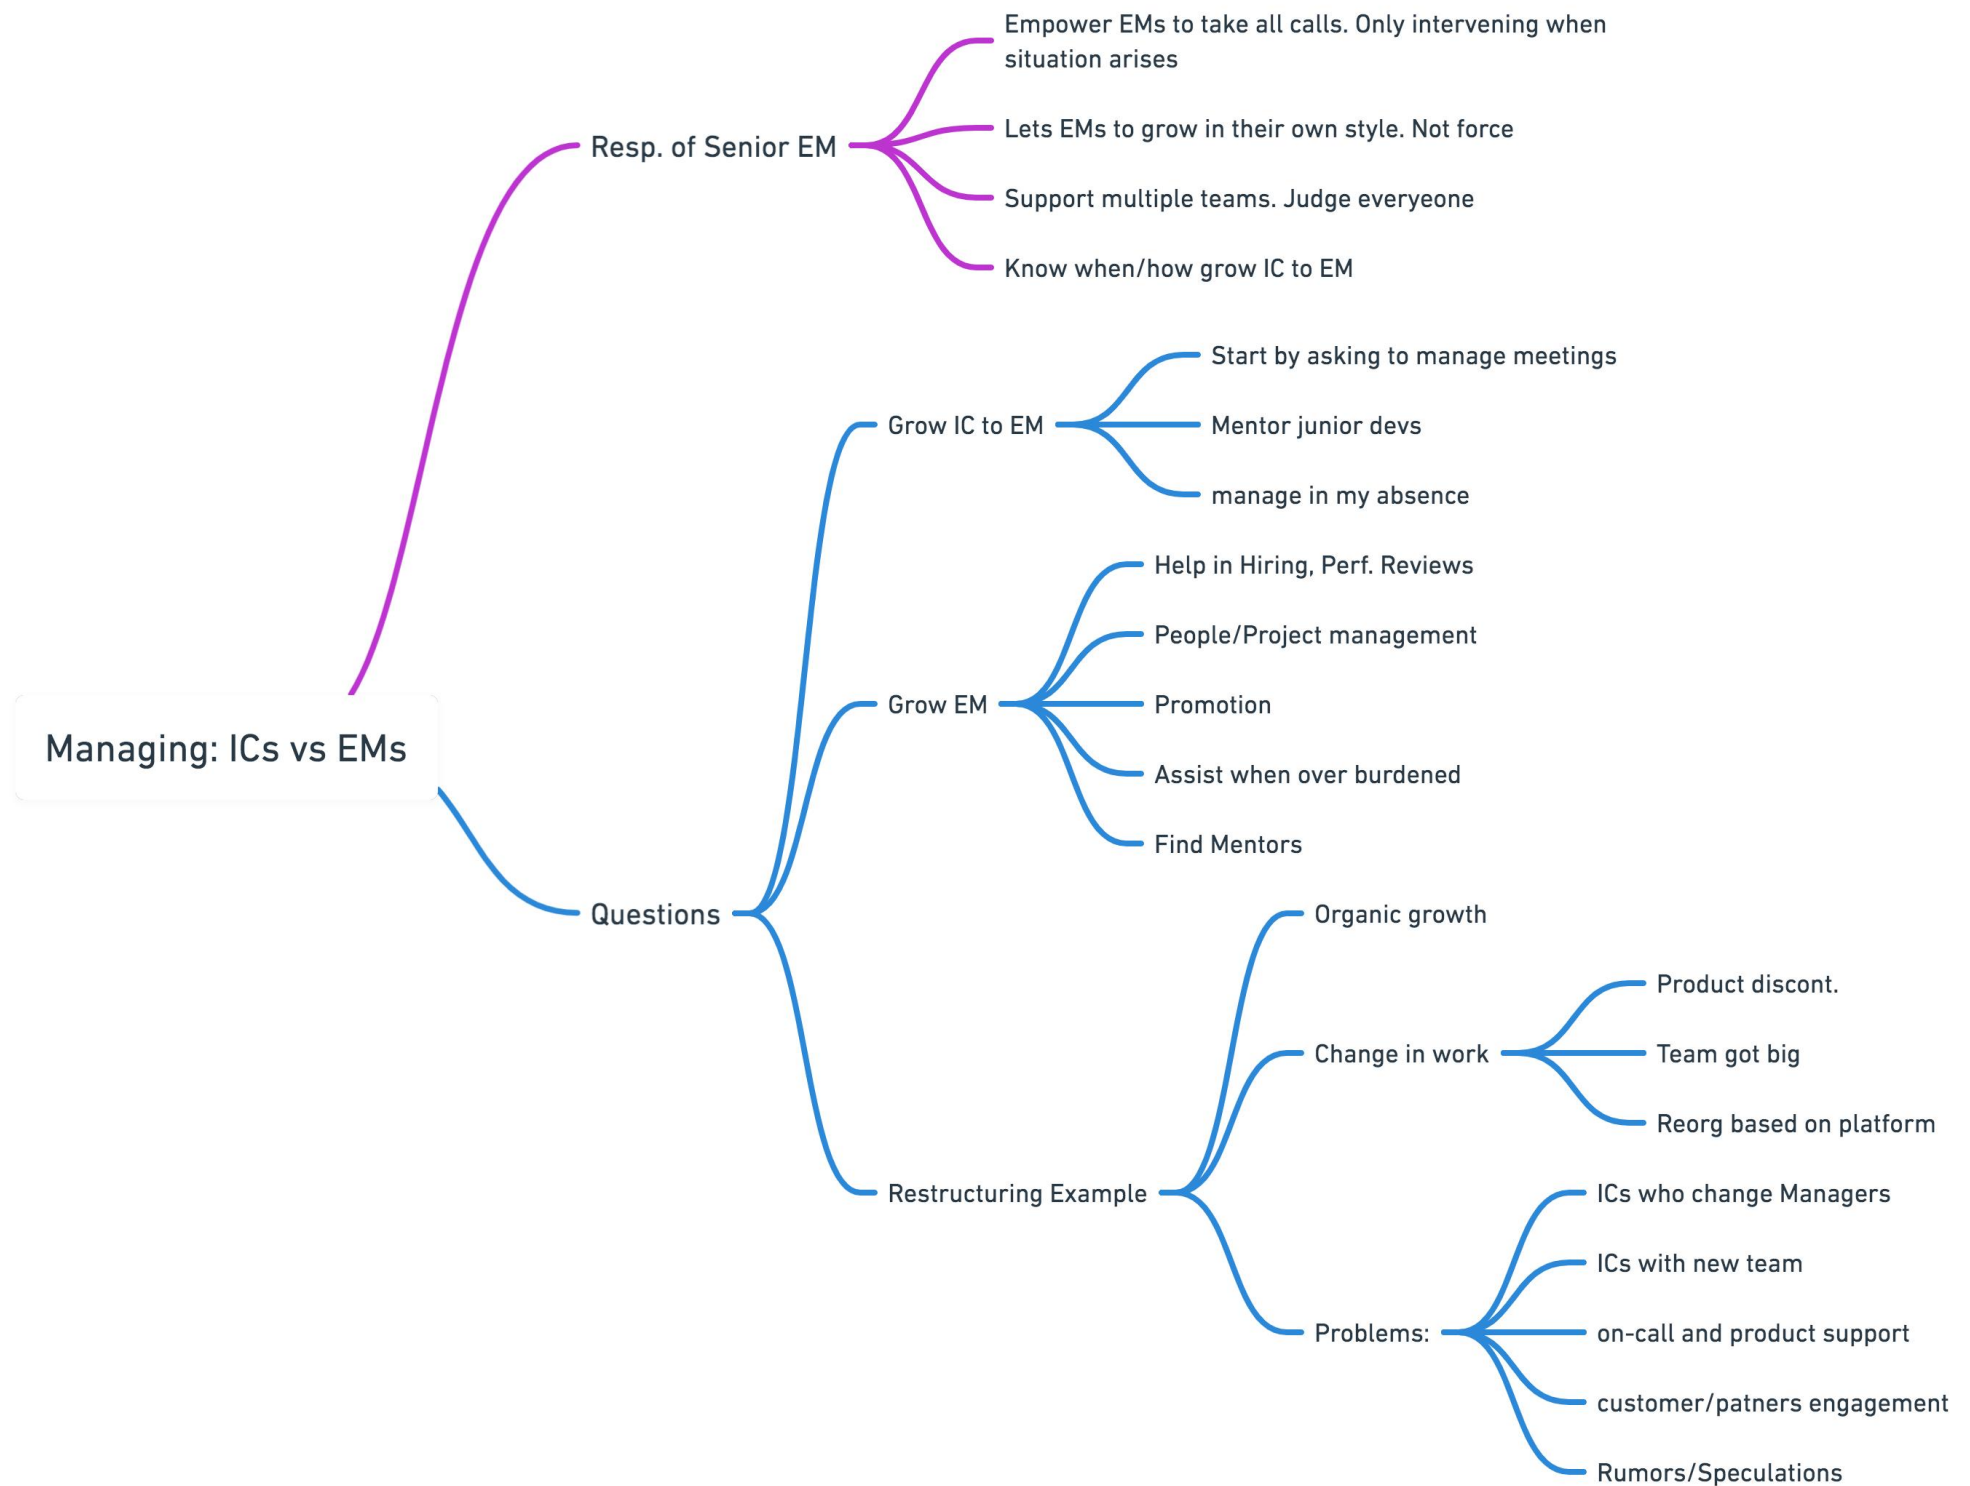 Empower EMs to take all calls. Only intervening when
situation arises
Lets EMs to grow in their own style. Not force
Resp. of Senior EM
Support multiple teams. Judge everyeone
Know when/how grow IC to EM
Start by asking to manage meetings
Grow IC to EM
Mentor junior devs
manage in my absence
Help in Hiring, Perf. Reviews
People/Project management
Grow EM
Promotion
Managing: ICs vs EMs
Assist when over burdened
Find Mentors
Questions
Organic growth
Product discont.
Change in work
Team got big
Reorg based on platform
Restructuring Example
ICs who change Managers
ICs with new team
Problems:
on-call and product support
customer/patners engagement
Rumors/Speculations